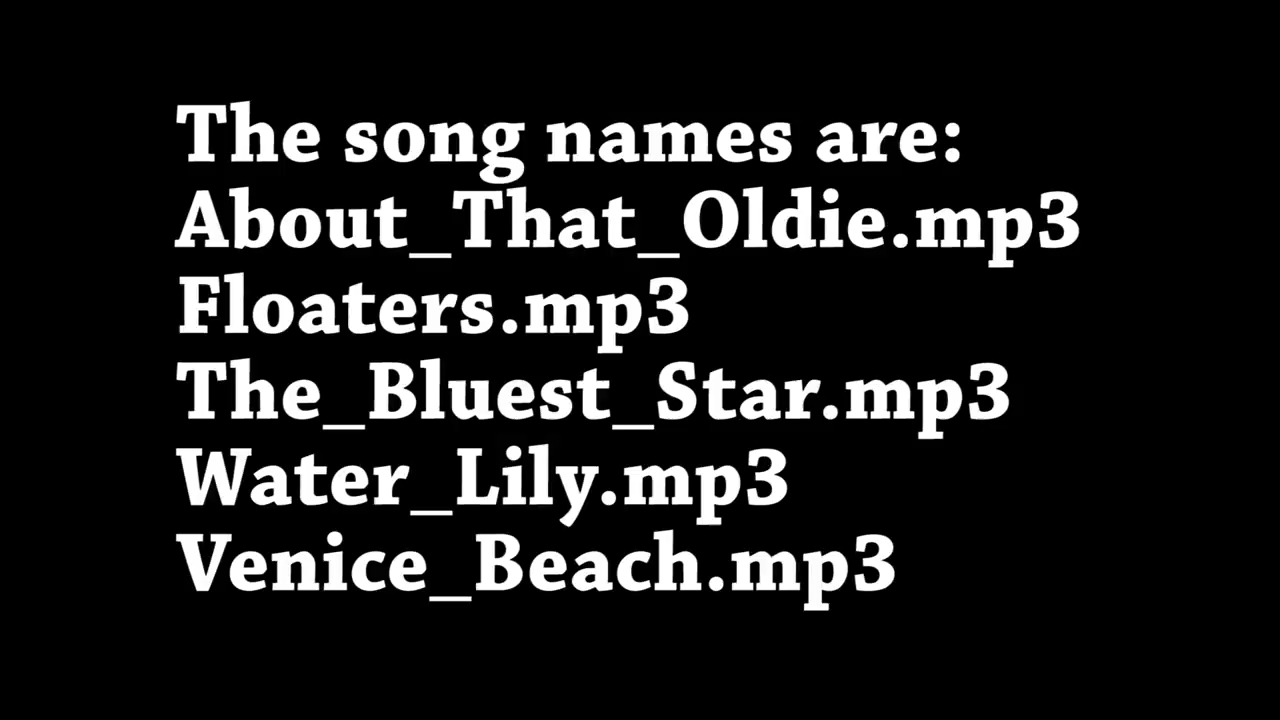 The song names are:
About_That_Oldie.mp3
Floaters.mp3
The_Bluest_Star.mp3
Water_Lily.mp3
Venice_Beach.mp3